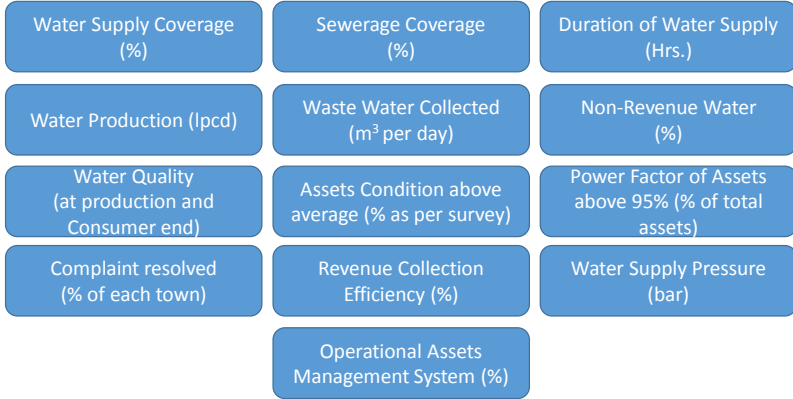 Water Supply Coverage
(%)
Sewerage Coverage
(%)
Duration of Water Supply
(Hrs.)
Water Production (lpcd)
Waste Water Collected
(m³ per day)
Non-Revenue Water
(%)
Water Quality
(at production and
Consumer end)
Assets Condition above
average (% as per survey)
Power Factor of Assets
above 95% (% of total
assets)
Complaint resolved
(% of each town)
Revenue Collection
Efficiency (%)
Water Supply Pressure
(bar)
Operational Assets
Management System (%)